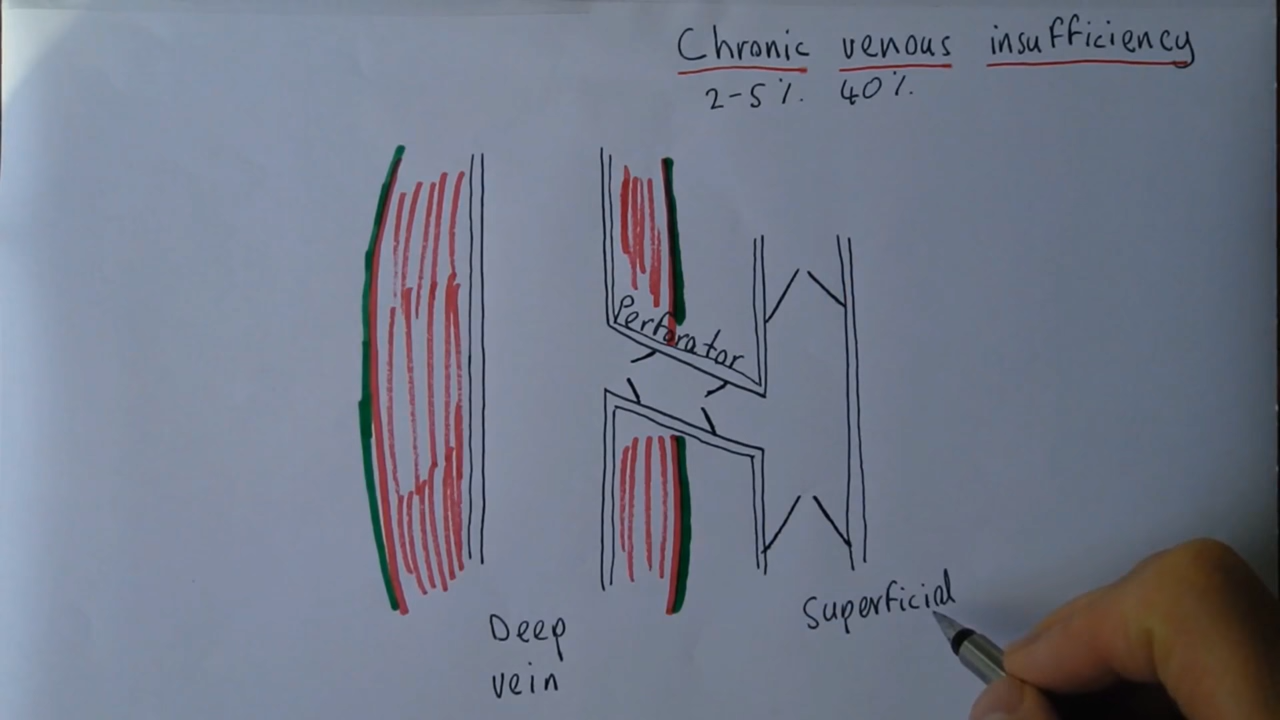 Chronic venous insufficiency
2-5% 40%
Perforator
Superficial
Deep
vein